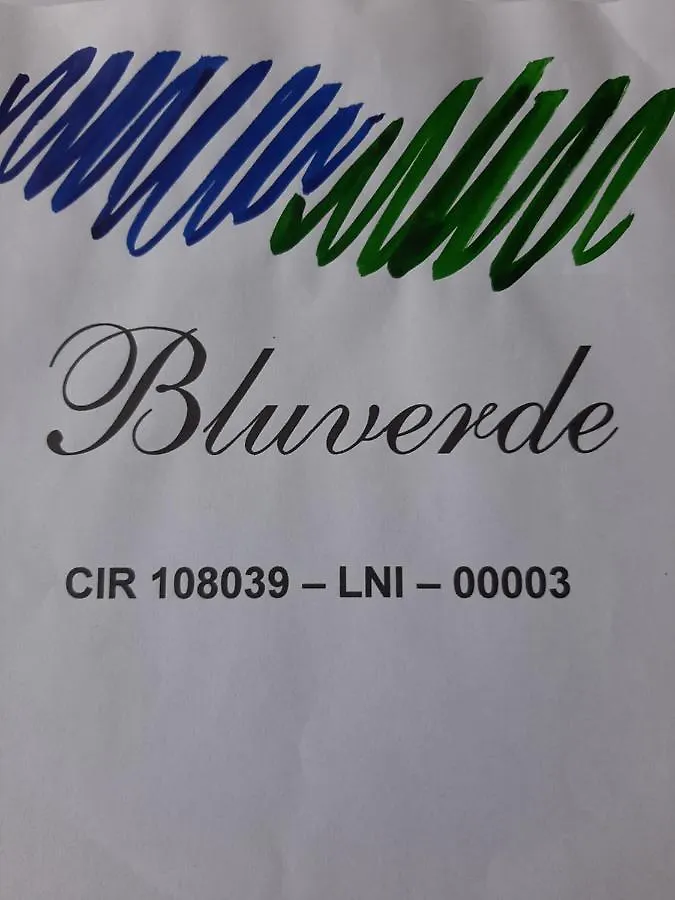 Bluverde
CIR 108039 – LNI – 00003